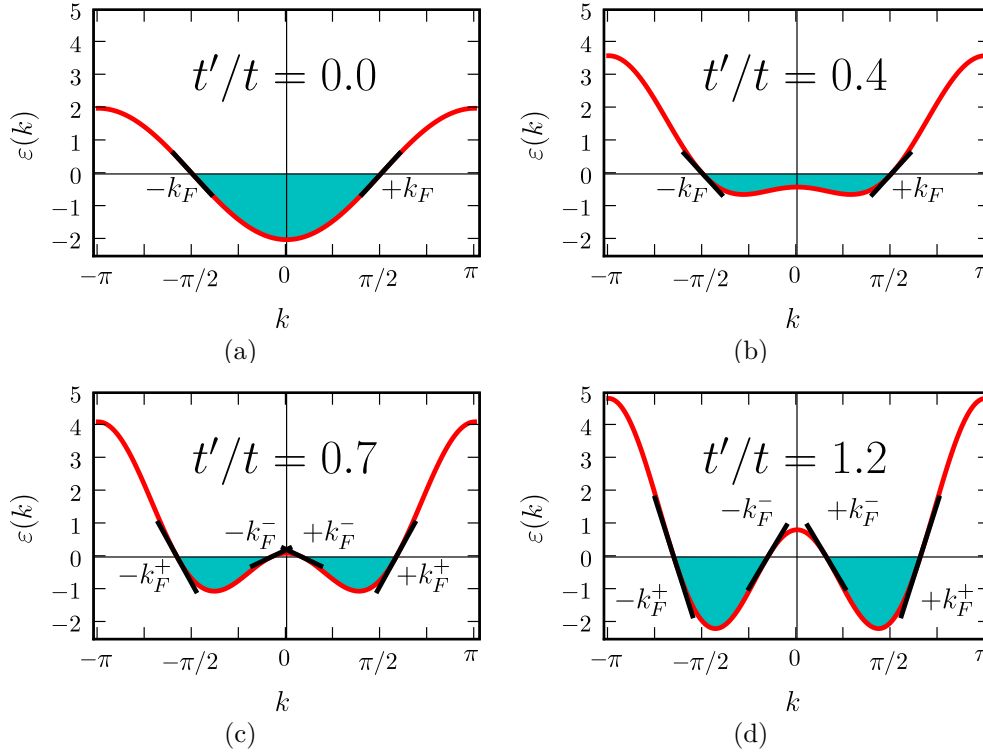 5
4
3
2
1
0
−1
−2
ε(k)
t′/t = 0.0
−k_F
+k_F
−π
−π/2
0
π/2
π
k
(a)
5
4
3
2
1
0
−1
−2
ε(k)
t′/t = 0.4
−k_F
+k_F
−π
−π/2
0
π/2
π
k
(b)
5
4
3
2
1
0
−1
−2
ε(k)
t′/t = 0.7
−k_F^−
+k_F^−
−k_F^+
+k_F^+
−π
−π/2
0
π/2
π
k
(c)
5
4
3
2
1
0
−1
−2
ε(k)
t′/t = 1.2
−k_F^−
+k_F^−
−k_F^+
+k_F^+
−π
−π/2
0
π/2
π
k
(d)